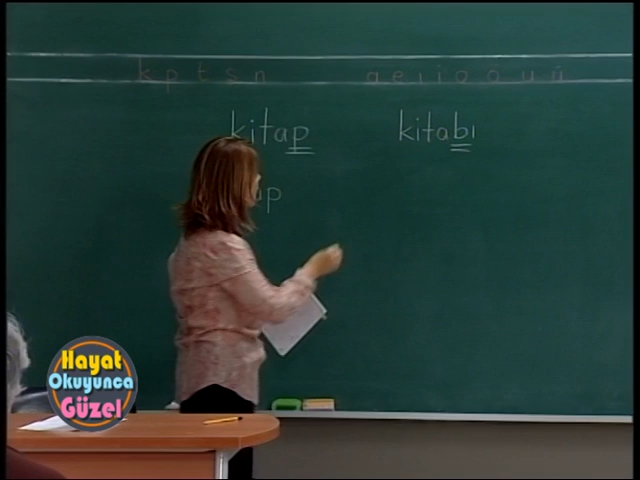 k p t s n a e ı i o ö u ü
kitap kitabı
Hayat
Okuyunca
Güzel